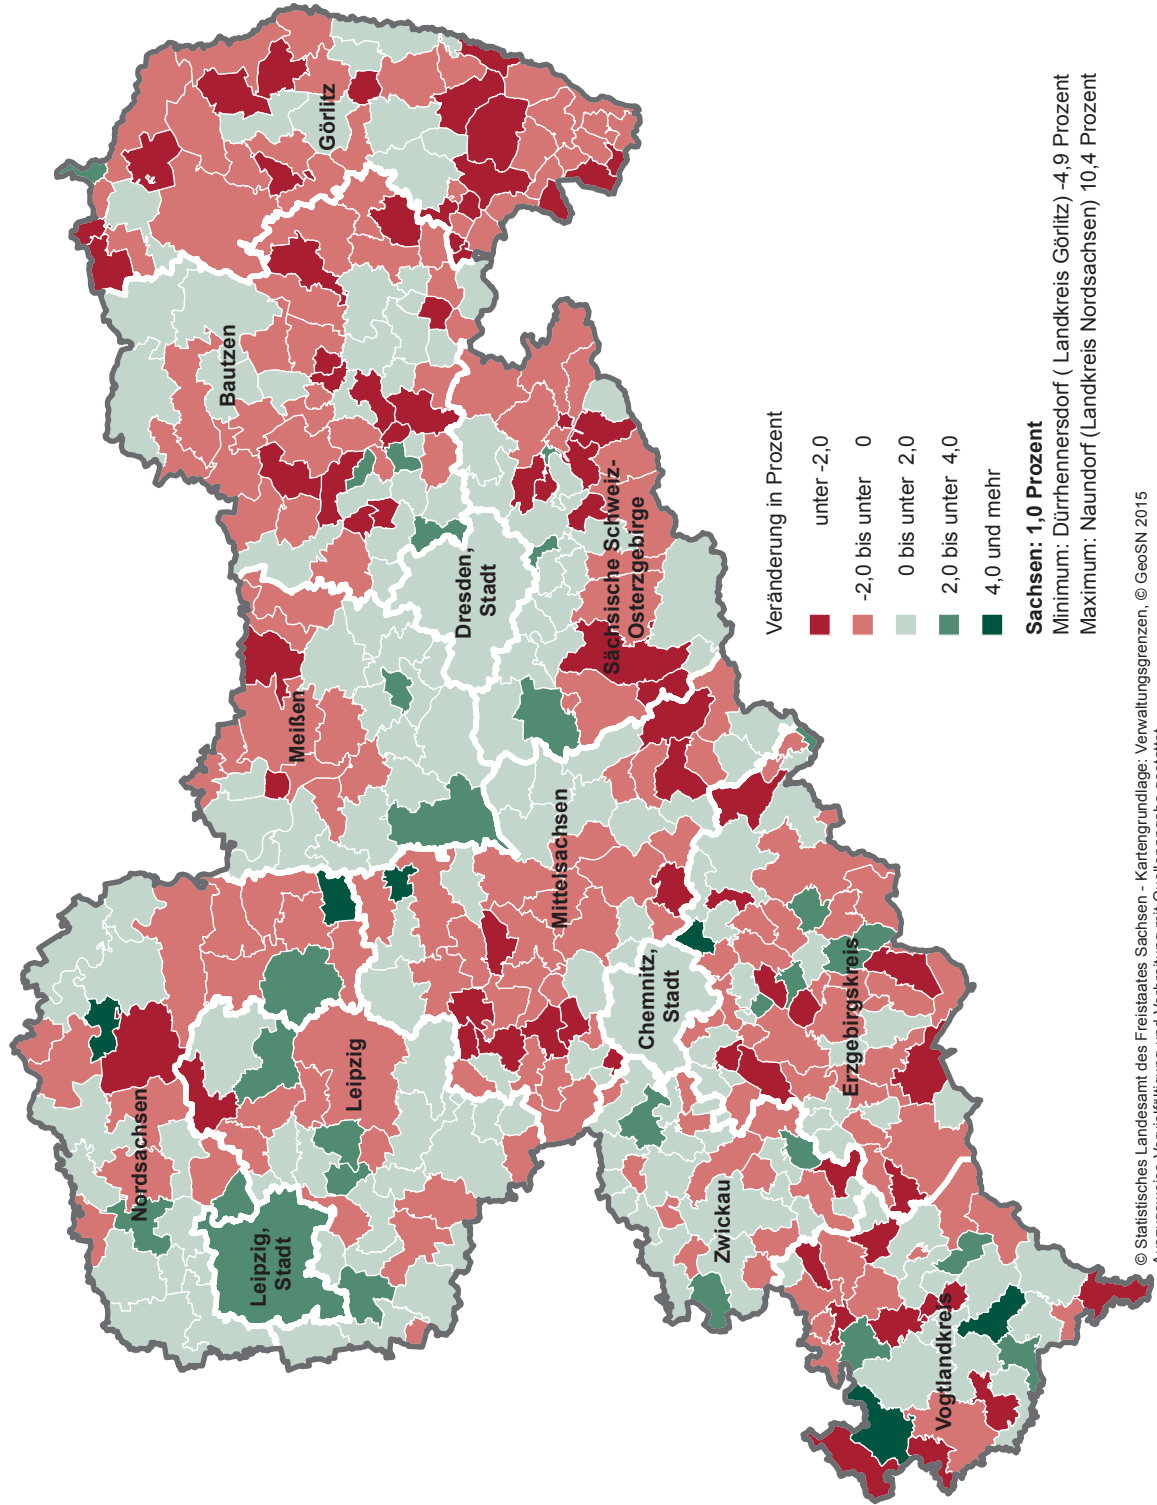 Görlitz
Bautzen
Meißen
Dresden,
Stadt
Sächsische Schweiz-
Osterzgebirge
Nordsachsen
Leipzig
Leipzig,
Stadt
Mittelsachsen
Chemnitz,
Stadt
Erzgebirgskreis
Zwickau
Vogtlandkreis
Veränderung in Prozent
unter -2,0
-2,0 bis unter 0
0 bis unter 2,0
2,0 bis unter 4,0
4,0 und mehr
Sachsen: 1,0 Prozent
Minimum: Dürrhennersdorf ( Landkreis Görlitz) -4,9 Prozent
Maximum: Naundorf (Landkreis Nordsachsen) 10,4 Prozent
© Statistisches Landesamt des Freistaates Sachsen - Kartengrundlage: Verwaltungsgrenzen, © GeoSN 2015